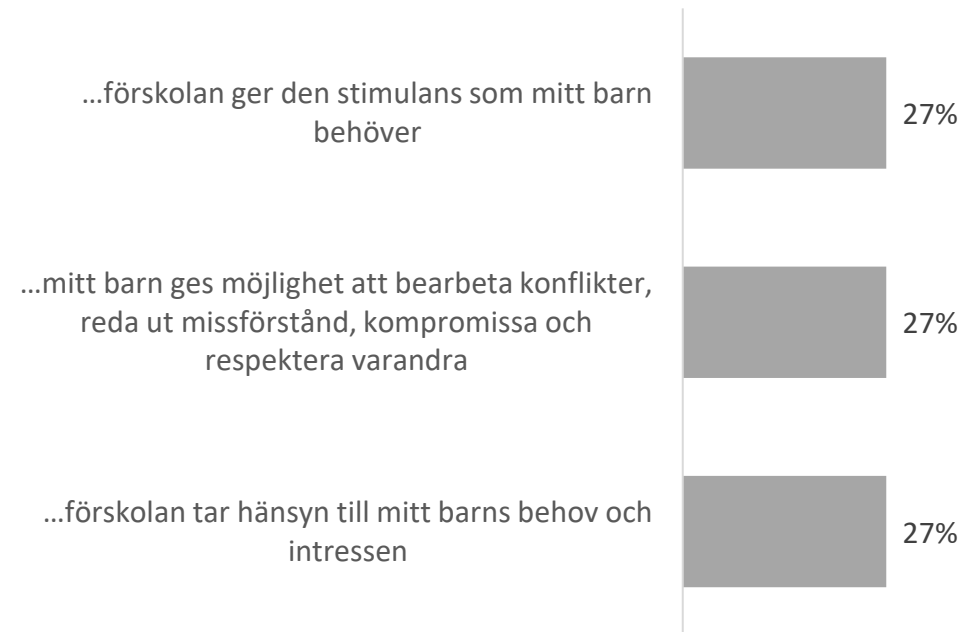 ...förskolan ger den stimulans som mitt barn
behöver
27%
...mitt barn ges möjlighet att bearbeta konflikter,
reda ut missförstånd, kompromissa och
respektera varandra
27%
...förskolan tar hänsyn till mitt barns behov och
intressen
27%